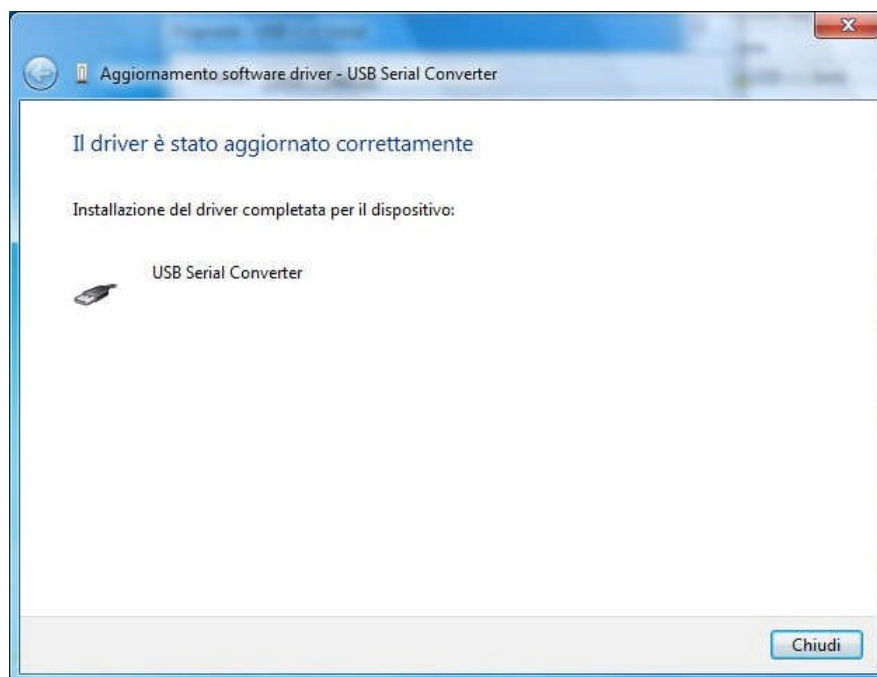 Aggiornamento software driver - USB Serial Converter
Il driver è stato aggiornato correttamente
Installazione del driver completata per il dispositivo:
USB Serial Converter
Chiudi